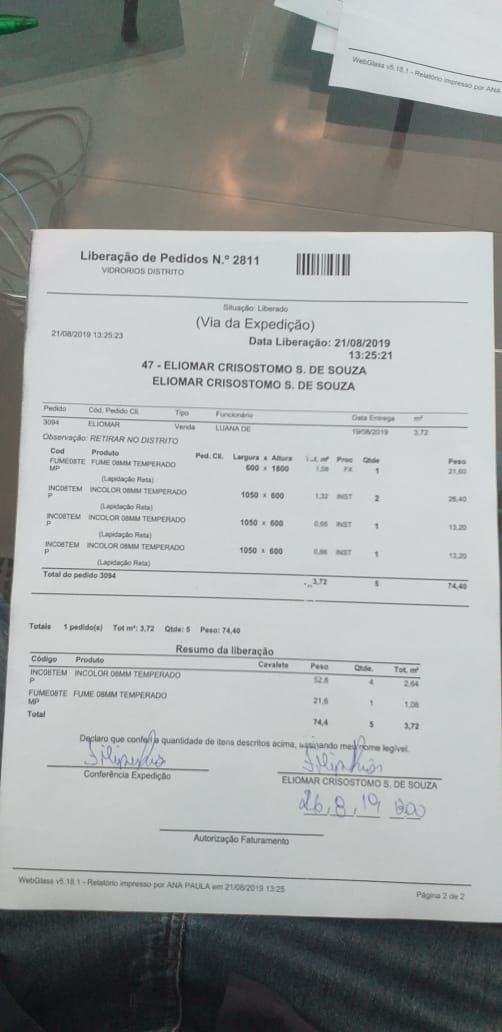 WebGlass v5.18.1 - Relatório impresso por ANA
Liberação de Pedidos N.º 2811
VIDRORIOS DISTRITO
Situação: Liberado
(Via da Expedição)
21/08/2019 13:25:23
Data Liberação: 21/08/2019
13:25:21
47 - ELIOMAR CRISOSTOMO S. DE SOUZA
ELIOMAR CRISOSTOMO S. DE SOUZA
Pedido Cód. Pedido Cli. Tipo Funcionário Data Entrega m²
3094 ELIOMAR Venda LUANA DE 19/08/2019 3,72
Observação: RETIRAR NO DISTRITO
Cod Produto Ped. Cli. Largura x Altura Tot. m² Proc Qtde Peso
FUME08TE FUME 08MM TEMPERADO 600 x 1800 1,08 FX 1 21,60
MP
(Lapidação Reta)
INC08TEM INCOLOR 08MM TEMPERADO 1050 x 600 1,32 INST 2 26,40
P
(Lapidação Reta)
INC08TEM INCOLOR 08MM TEMPERADO 1050 x 600 0,66 INST 1 13,20
P
(Lapidação Reta)
INC08TEM INCOLOR 08MM TEMPERADO 1050 x 600 0,66 INST 1 13,20
P
(Lapidação Reta)
Total do pedido 3094 3,72 5 74,40
Totais 1 pedido(s) Tot m²: 3,72 Qtde: 5 Peso: 74,40
Resumo da liberação
Código Produto Cavalete Peso Qtde. Tot. m²
INC08TEM INCOLOR 08MM TEMPERADO 52,8 4 2,64
P
FUME08TE FUME 08MM TEMPERADO 21,6 1 1,08
MP
Total 74,4 5 3,72
Declaro que conferi a quantidade de itens descritos acima, assinando meu nome legível.
Conferência Expedição
ELIOMAR CRISOSTOMO S. DE SOUZA
26, 8, 19
Autorização Faturamento
WebGlass v5.18.1 - Relatório impresso por ANA PAULA em 21/08/2019 13:25
Página 2 de 2